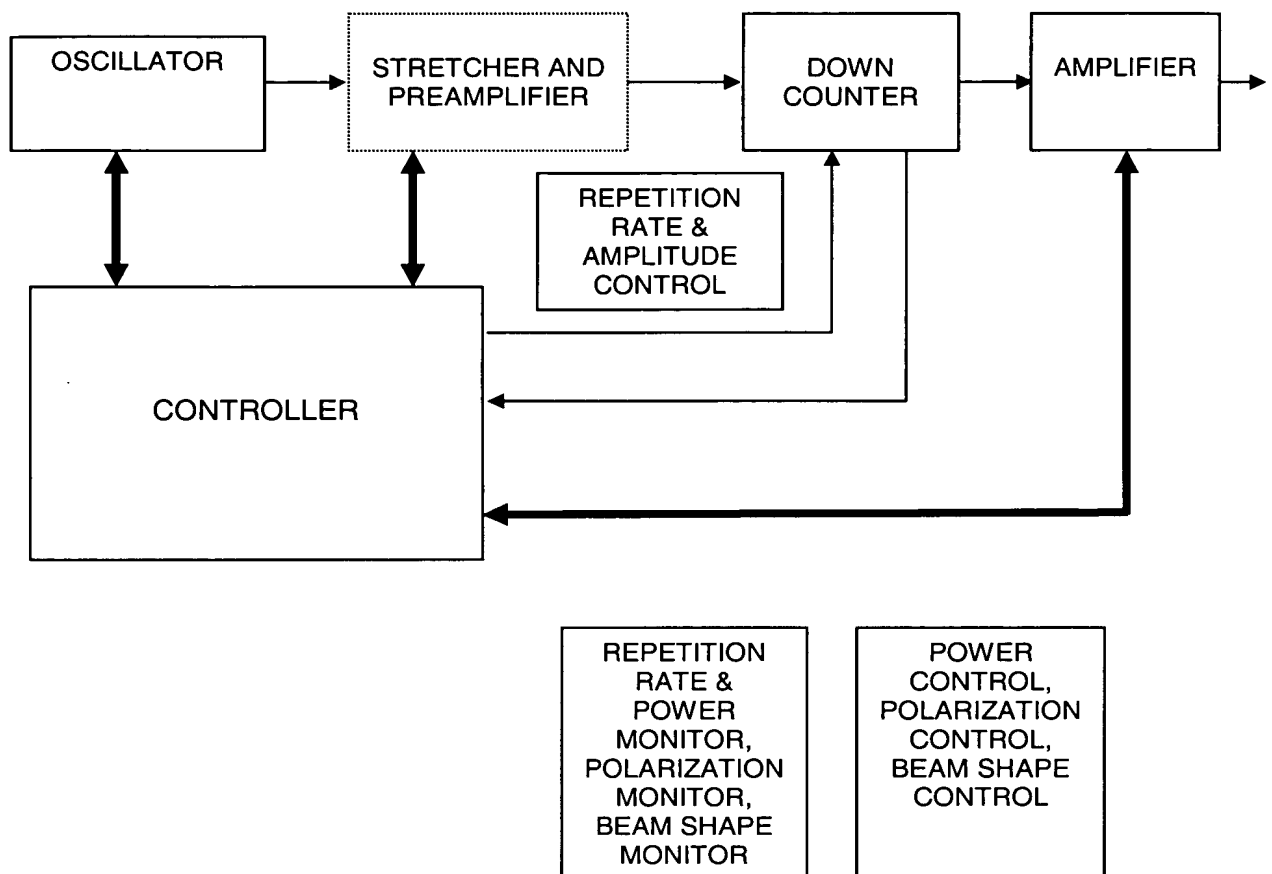 OSCILLATOR
STRETCHER AND
PREAMPLIFIER
DOWN
COUNTER
AMPLIFIER
REPETITION
RATE &
AMPLITUDE
CONTROL
CONTROLLER
REPETITION
RATE &
POWER
MONITOR,
POLARIZATION
MONITOR,
BEAM SHAPE
MONITOR
POWER
CONTROL,
POLARIZATION
CONTROL,
BEAM SHAPE
CONTROL